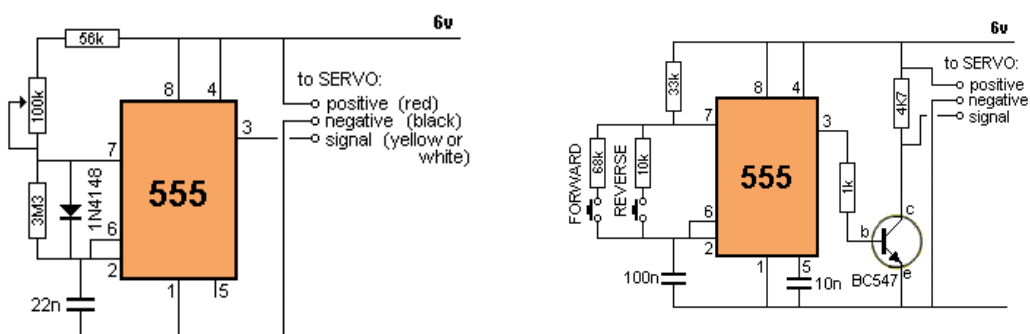 6v
56k
to SERVO:
8 4
positive (red)
negative (black)
signal (yellow or
white)
100k
7
3
3M3
1N4148
555
6
2
22n
1
5
6v
to SERVO:
positive
negative
signal
33k
8 4
4K7
7
3
FORWARD
68k
REVERSE
10k
555
1k
6
2
b
c
e
BC547
100n
1
5
10n